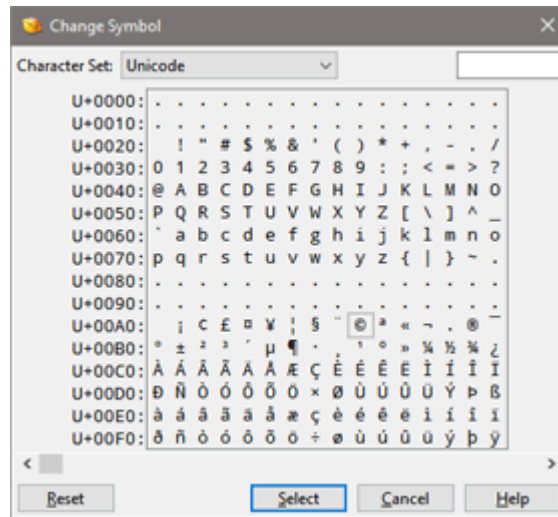 Change Symbol
Character Set: Unicode
U+0000: . . . . . . . . . . . . . . . .
U+0010: . . . . . . . . . . . . . . . .
U+0020: ! " # $ % & ' ( ) * + , - . /
U+0030: 0 1 2 3 4 5 6 7 8 9 : ; < = > ?
U+0040: @ A B C D E F G H I J K L M N O
U+0050: P Q R S T U V W X Y Z [ \ ] ^ _
U+0060: ` a b c d e f g h i j k l m n o
U+0070: p q r s t u v w x y z { | } ~ .
U+0080: . . . . . . . . . . . . . . . .
U+0090: . . . . . . . . . . . . . . . .
U+00A0: ¡ ¢ £ ¤ ¥ ¦ § ¨ © ª « ¬ . ® ¯
U+00B0: ° ± ² ³ ´ µ ¶ · ¸ ¹ º » ¼ ½ ¾ ¿
U+00C0: À Á Â Ã Ä Å Æ Ç È É Ê Ë Ì Í Î Ï
U+00D0: Ð Ñ Ò Ó Ô Õ Ö × Ø Ù Ú Û Ü Ý Þ ß
U+00E0: à á â ã ä å æ ç è é ê ë ì í î ï
U+00F0: ð ñ ò ó ô õ ö ÷ ø ù ú û ü ý þ ÿ
Reset Select Cancel Help